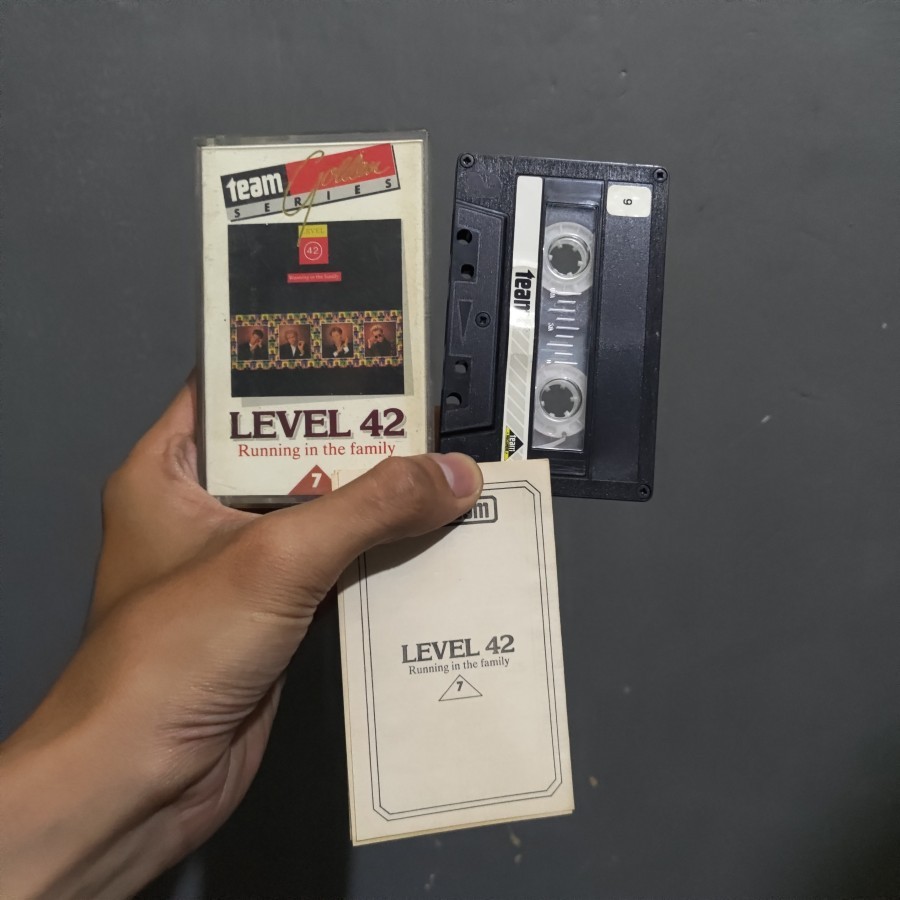 team Golden
SERIES
LEVEL
42
Running in the family
LEVEL 42
Running in the family
7
team
team
9
LEVEL 42
Running in the family
7